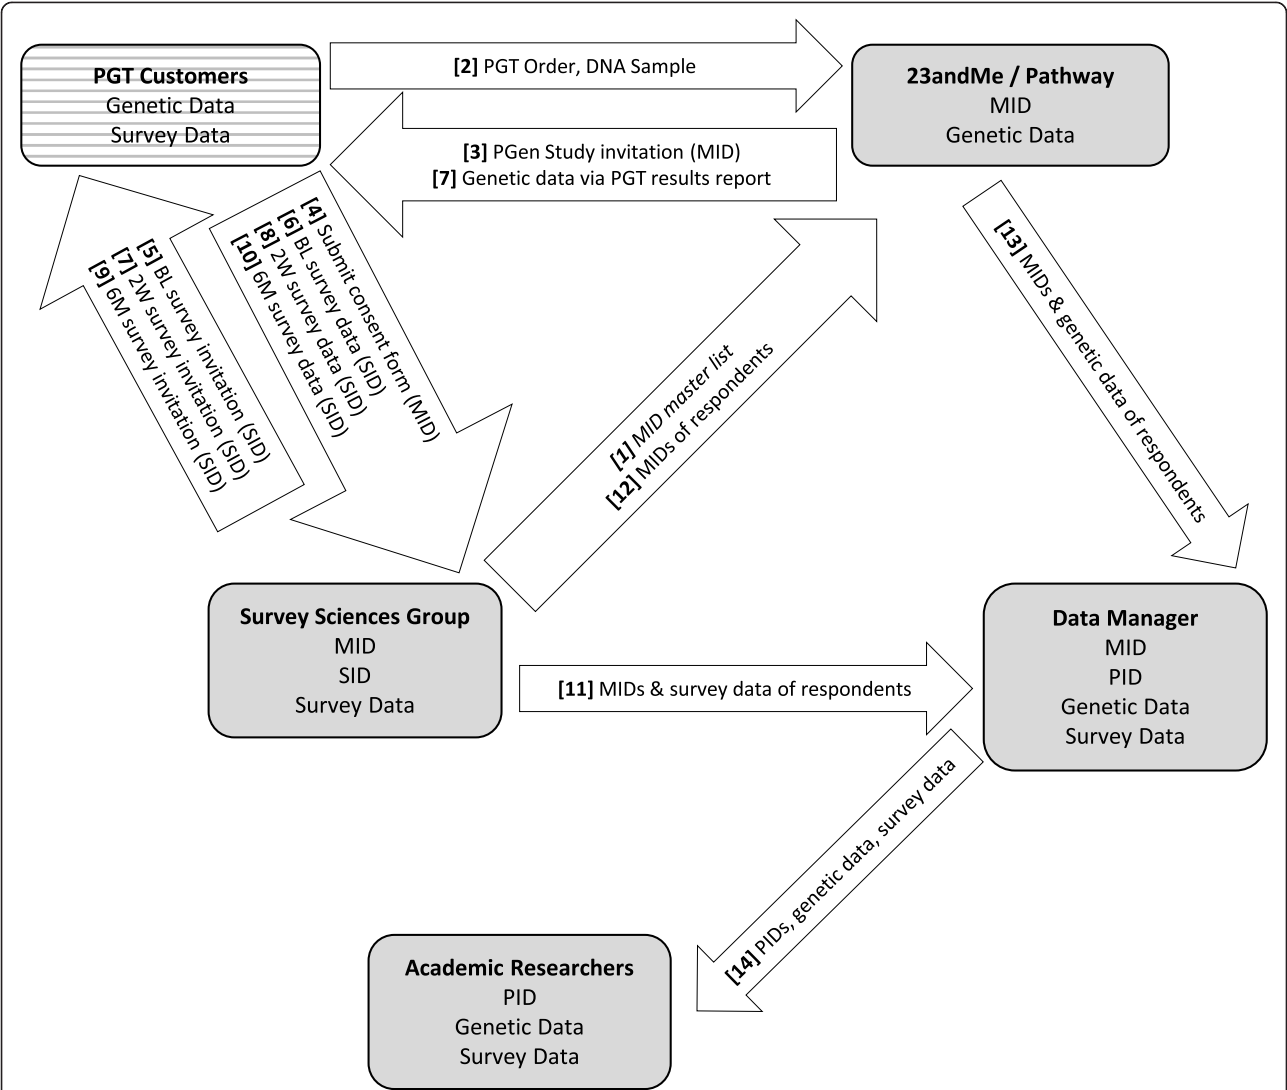 PGT Customers
Genetic Data
Survey Data
[2] PGT Order, DNA Sample
23andMe / Pathway
MID
Genetic Data
[3] PGen Study invitation (MID)
[7] Genetic data via PGT results report
[5] BL survey invitation (SID)
[7] 2W survey invitation (SID)
[9] 6M survey invitation (SID)
[4] Submit consent form (MID)
[6] BL survey data (SID)
[8] 2W survey data (SID)
[10] 6M survey data (SID)
[1] MID master list
[12] MIDs of respondents
[13] MIDs & genetic data of respondents
Survey Sciences Group
MID
SID
Survey Data
[11] MIDs & survey data of respondents
Data Manager
MID
PID
Genetic Data
Survey Data
[14] PIDs, genetic data, survey data
Academic Researchers
PID
Genetic Data
Survey Data